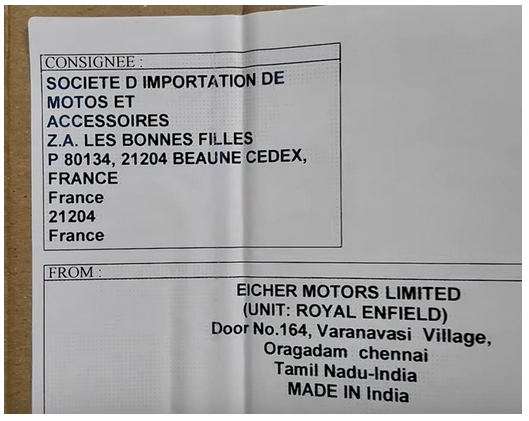 CONSIGNEE :
SOCIETE D IMPORTATION DE
MOTOS ET
ACCESSOIRES
Z.A. LES BONNES FILLES
P 80134, 21204 BEAUNE CEDEX,
FRANCE
France
21204
France
FROM :
EICHER MOTORS LIMITED
(UNIT: ROYAL ENFIELD)
Door No.164, Varanavasi Village,
Oragadam chennai
Tamil Nadu-India
MADE IN India